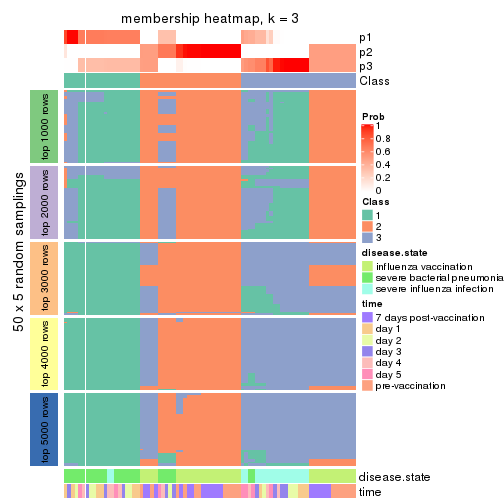 membership heatmap, k = 3
p1
p2
p3
Class
50 x 5 random samplings
top 1000 rows
top 2000 rows
top 3000 rows
top 4000 rows
top 5000 rows
disease.state
time
Prob
1
0.8
0.6
0.4
0.2
0
Class
1
2
3
disease.state
influenza vaccination
severe bacterial pneumonia
severe influenza infection
time
7 days post-vaccination
day 1
day 2
day 3
day 4
day 5
pre-vaccination